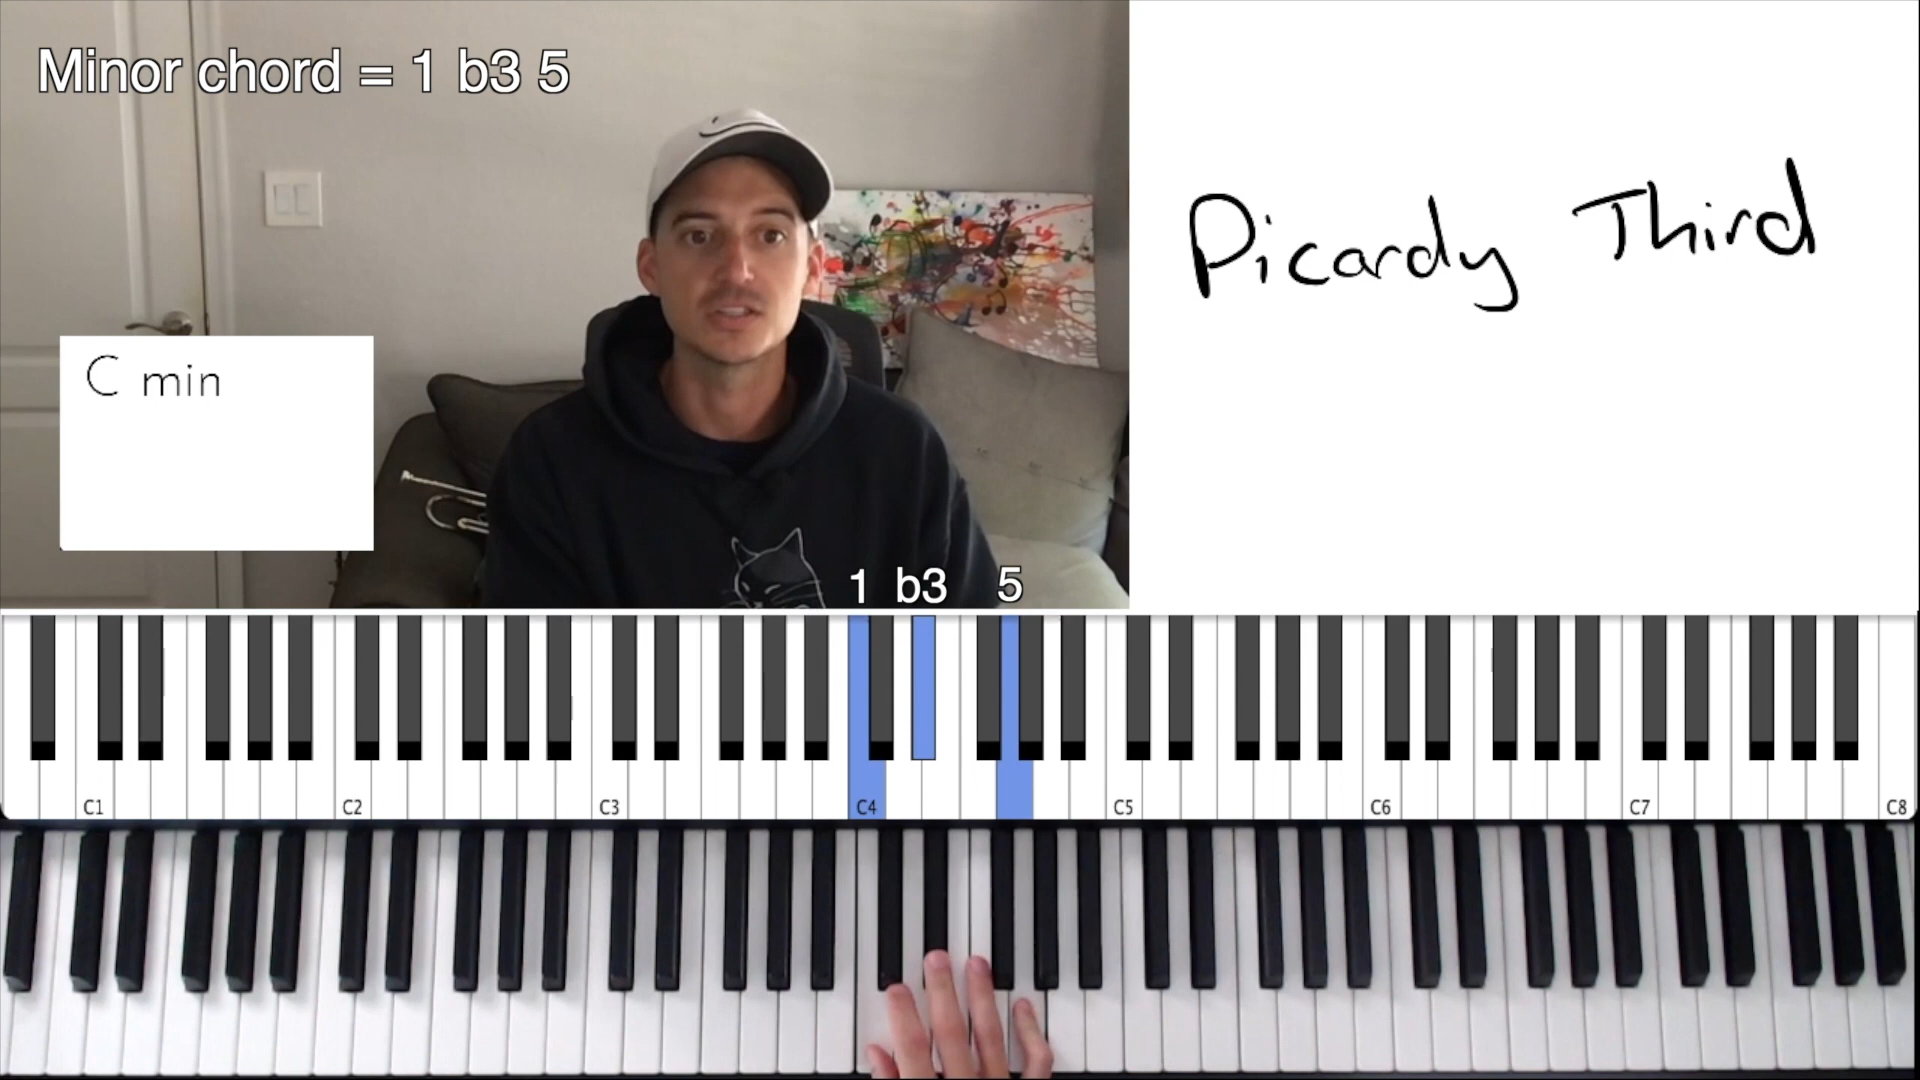 Minor chord = 1 b3 5
Picardy Third
C min
1 b3 5
C1 C2 C3 C4 C5 C6 C7 C8